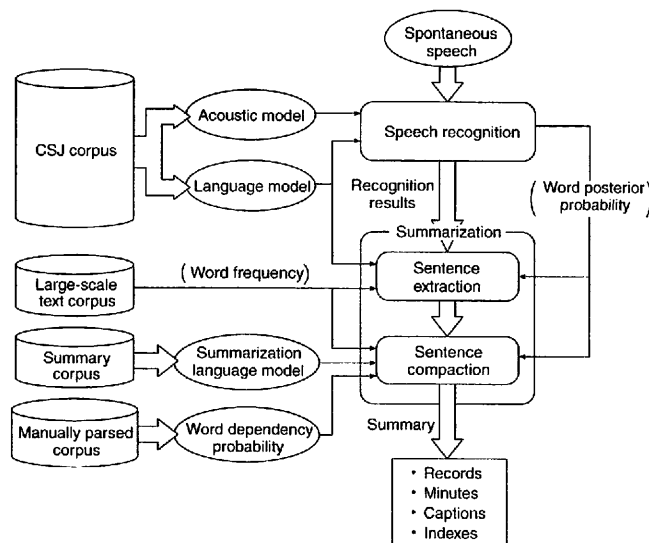 Spontaneous
speech
CSJ corpus
Acoustic model
Speech recognition
Language model
Recognition
results
(Word posterior
probability)
Summarization
Large-scale
text corpus
(Word frequency)
Sentence
extraction
Summary
corpus
Summarization
language model
Sentence
compaction
Manually parsed
corpus
Word dependency
probability
Summary
• Records
• Minutes
• Captions
• Indexes